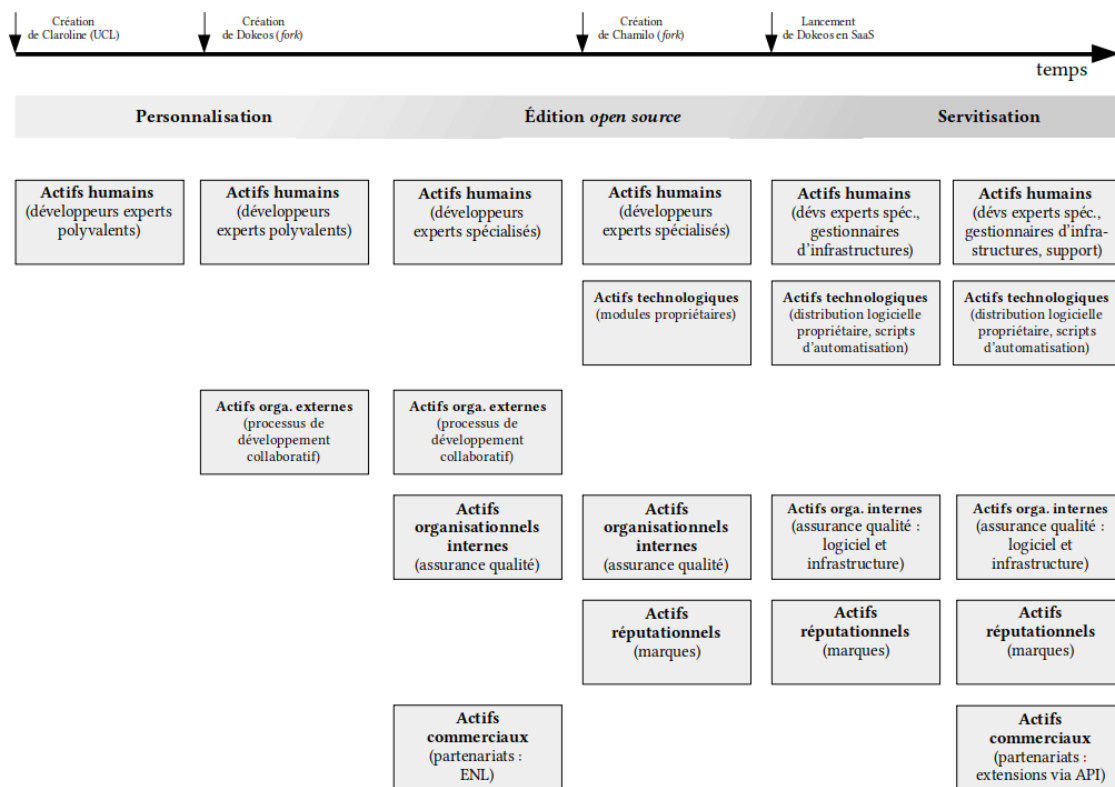 Création
de Claroline (UCL)
Création
de Dokeos (fork)
Création
de Chamilo (fork)
Lancement
de Dokeos en SaaS
temps
Personnalisation
Édition open source
Servitisation
Actifs humains
(développeurs experts
polyvalents)
Actifs humains
(développeurs
experts polyvalents)
Actifs humains
(développeurs
experts spécialisés)
Actifs humains
(développeurs
experts spécialisés)
Actifs humains
(dévs experts spéc.,
gestionnaires
d'infrastructures)
Actifs humains
(dévs experts spéc.,
gestionnaires d'infra-
structures, support)
Actifs technologiques
(modules propriétaires)
Actifs technologiques
(distribution logicielle
propriétaire, scripts
d'automatisation)
Actifs technologiques
(distribution logicielle
propriétaire, scripts
d'automatisation)
Actifs orga. externes
(processus de
développement
collaboratif)
Actifs orga. externes
(processus de
développement
collaboratif)
Actifs
organisationnels
internes
(assurance qualité)
Actifs
organisationnels
internes
(assurance qualité)
Actifs orga. internes
(assurance qualité :
logiciel et
infrastructure)
Actifs orga. internes
(assurance qualité :
logiciel et
infrastructure)
Actifs
réputationnels
(marques)
Actifs
réputationnels
(marques)
Actifs
réputationnels
(marques)
Actifs
commerciaux
(partenariats :
ENL)
Actifs
commerciaux
(partenariats :
extensions via API)